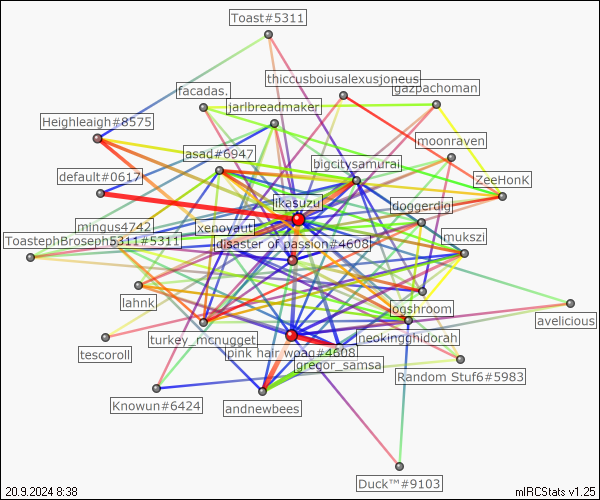 Toast#5311
thiccusboiusalexusjoneus
facadas.
gazpachoman
jarlbreadmaker
Heighleaigh#8575
moonraven
asad#6947
bigcitysamurai
default#0617
ZeeHonK
ikasuzu
doggerdig
mingus4742
xenoyaut
ToastephBroseph5311#5311
disaster of passion#4608
mukszi
lahnk
ogshroom
avelicious
turkey_mcnugget
neokingghidorah
tescoroll
pink hair woag#4608
gregor_samsa
Random Stuf6#5983
Knowun#6424
andnewbees
Duck™#9103
20.9.2024 8:38
mIRCStats v1.25